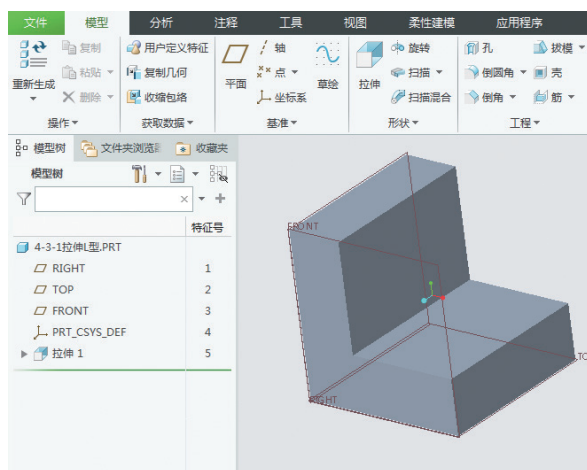 文件 模型 分析 注释 工具 视图 柔性建模 应用程序
复制 用户定义特征 轴 旋转 孔 拔模
重新生成 粘贴 复制几何 平面 点 草绘 拉伸 扫描 倒圆角 壳
删除 收缩包络 坐标系 扫描混合 倒角 筋
操作 获取数据 基准 形状 工程
模型树 文件夹浏览 收藏夹
模型树
特征号
4-3-1拉伸L型.PRT
RIGHT 1
TOP 2
FRONT 3
PRT_CSYS_DEF 4
拉伸 1 5
FRONT
TO
RIGHT